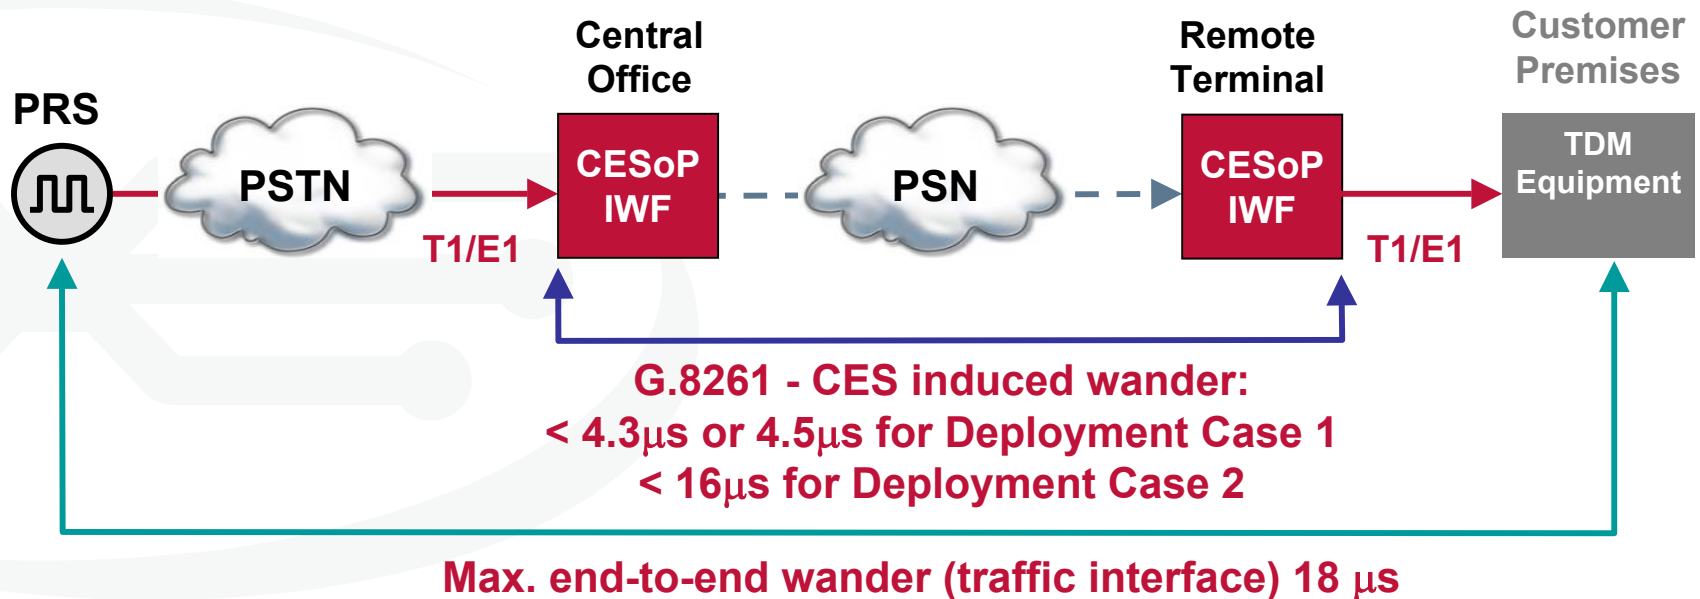 PRS
PSTN
T1/E1
Central
Office
CESoP
IWF
PSN
Remote
Terminal
CESoP
IWF
T1/E1
Customer
Premises
TDM
Equipment
G.8261 - CES induced wander:
< 4.3μs or 4.5μs for Deployment Case 1
< 16μs for Deployment Case 2
Max. end-to-end wander (traffic interface) 18 μs